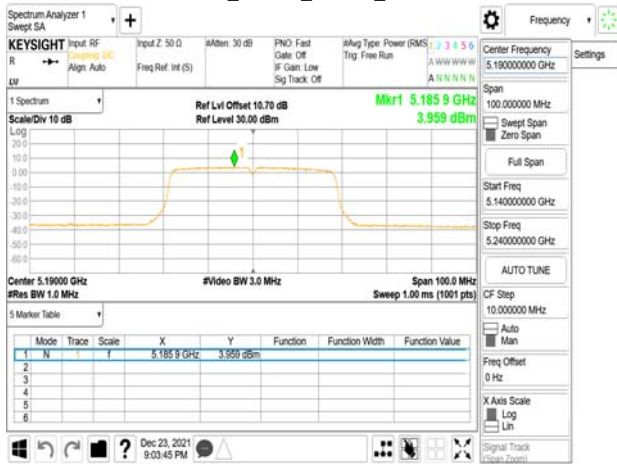 Spectrum Analyzer 1
Swept SA
+
Frequency
KEYSIGHT Input: RF
R
Coupling: DC
Align: Auto
LV
Input Z: 50 Ω
Freq Ref: Int (S)
#Atten: 30 dB
PNO: Fast
Gate: Off
IF Gain: Low
Sig Track: Off
#Avg Type: Power (RMS
Trig: Free Run
1 2 3 4 5 6
A W W W W W
A N N N N N
Center Frequency
5.190000000 GHz
Settings
Span
100.000000 MHz
Swept Span
Zero Span
Full Span
Start Freq
5.140000000 GHz
Stop Freq
5.240000000 GHz
AUTO TUNE
CF Step
10.000000 MHz
Auto
Man
Freq Offset
0 Hz
X Axis Scale
Log
Lin
Signal Track
(Span Zoom)
1 Spectrum
Scale/Div 10 dB
Ref Lvl Offset 10.70 dB
Ref Level 30.00 dBm
Mkr1 5.185 9 GHz
3.959 dBm
Log
20.0
10.0
0.00
-10.0
-20.0
-30.0
-40.0
-50.0
-60.0
1
Center 5.19000 GHz
#Res BW 1.0 MHz
#Video BW 3.0 MHz
Span 100.0 MHz
Sweep 1.00 ms (1001 pts)
5 Marker Table
Mode Trace Scale X Y Function Function Width Function Value
1 N 1 f 5.185 9 GHz 3.959 dBm
2
3
4
5
6
?
Dec 23, 2021
9:03:45 PM